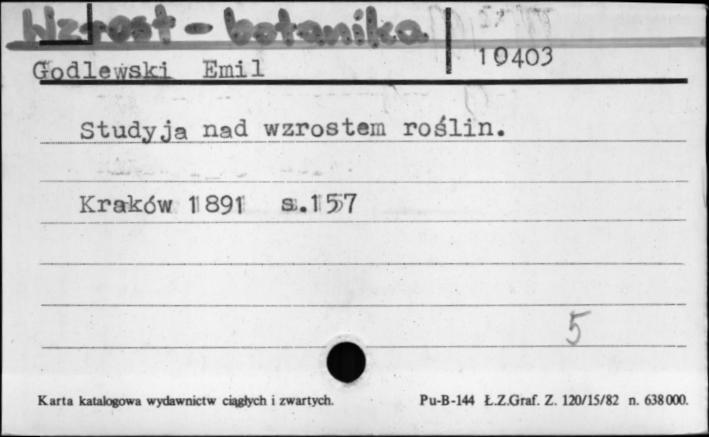 Wzrost - botanika
Godlewski Emil 10403
Studyja nad wzrostem roślin.
Kraków 1891 s.157
5
Karta katalogowa wydawnictw ciągłych i zwartych. Pu-B-144 Ł.Z.Graf. Z. 120/15/82 n. 638000.